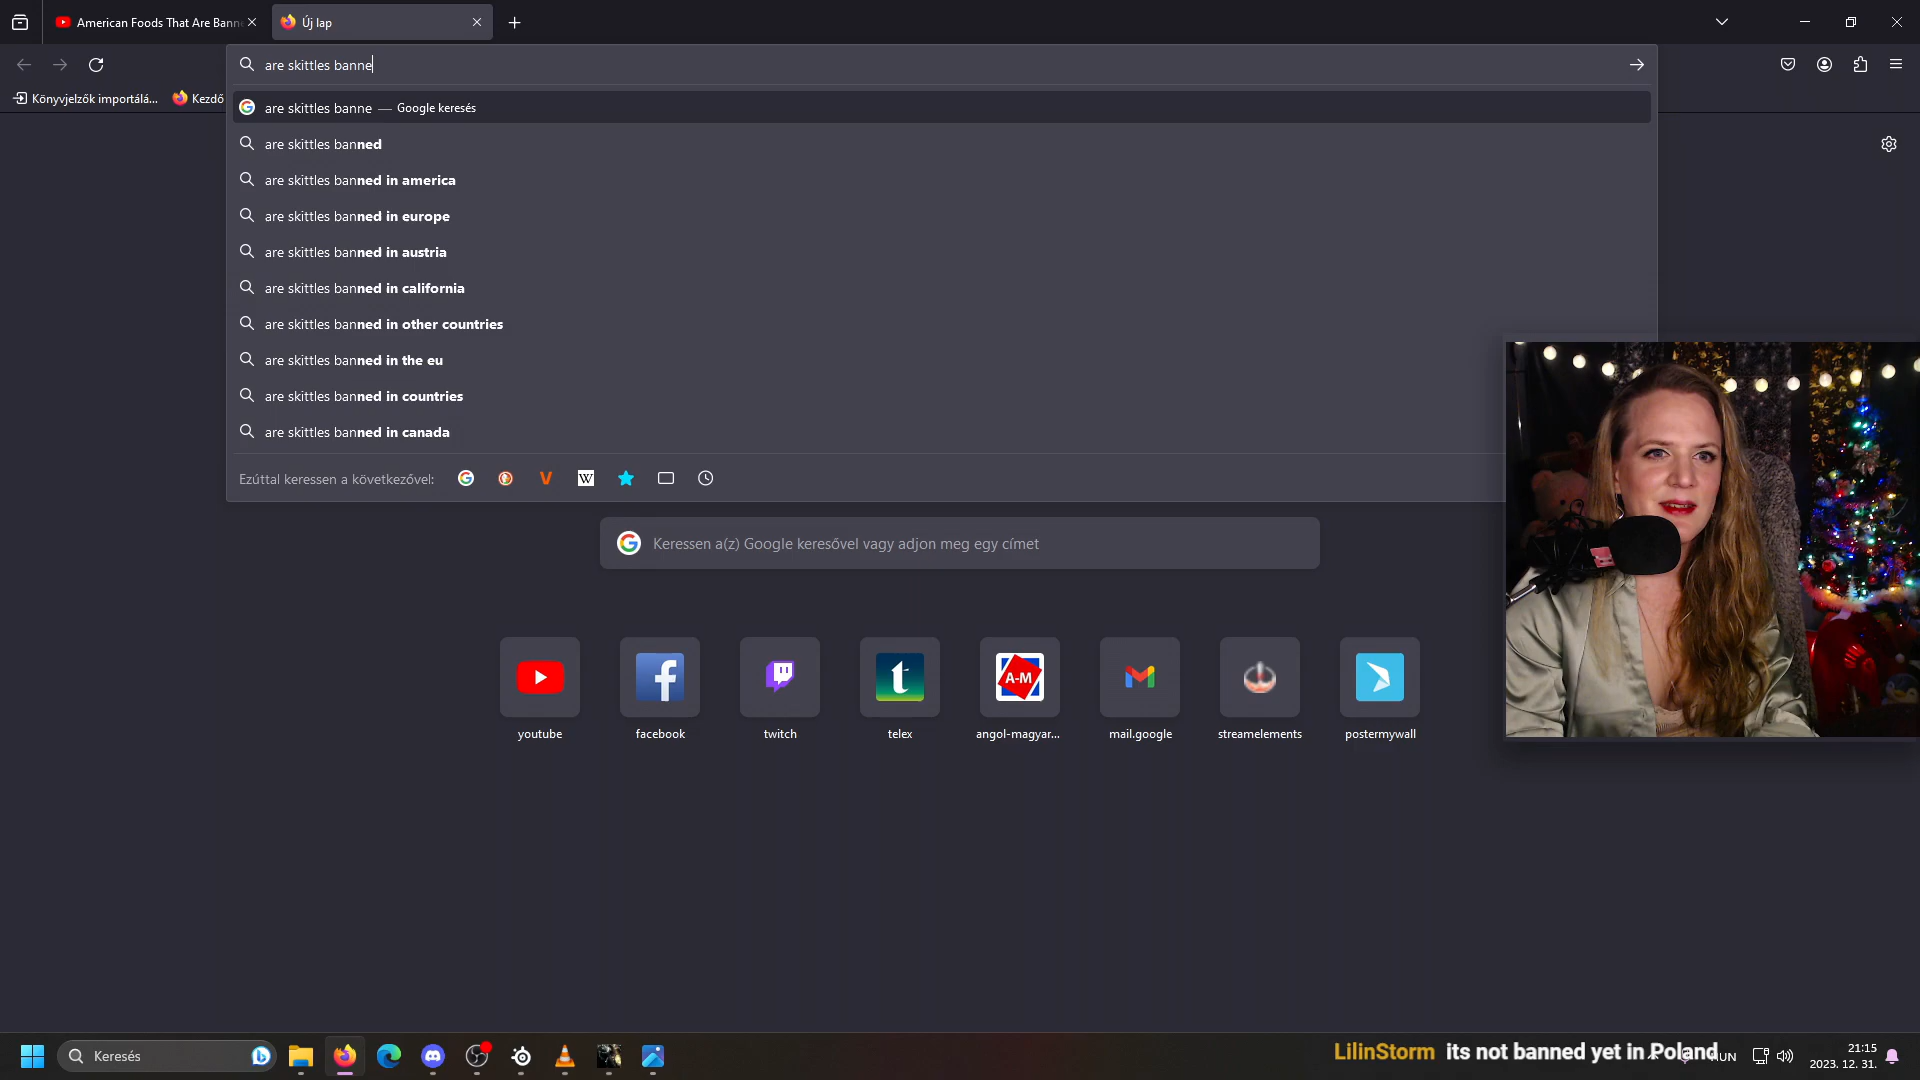 American Foods That Are Bann
Új lap
are skittles banne
Könyvjelzők importálá...
Kezdő
are skittles banne — Google keresés
are skittles banned
are skittles banned in america
are skittles banned in europe
are skittles banned in austria
are skittles banned in california
are skittles banned in other countries
are skittles banned in the eu
are skittles banned in countries
are skittles banned in canada
Ezúttal keressen a következővel:
Keressen a(z) Google keresővel vagy adjon meg egy címet
A-M
youtube
facebook
twitch
telex
angol-magyar...
mail.google
streamelements
postermywall
Keresés
LilinStorm its not banned yet in Poland
HUN
21:15
2023. 12. 31.